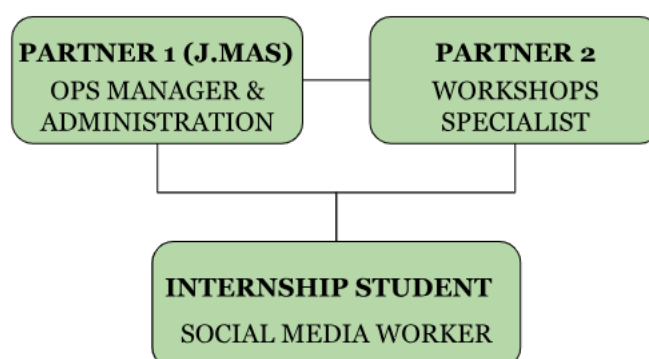 PARTNER 1 (J.MAS)
OPS MANAGER &
ADMINISTRATION
PARTNER 2
WORKSHOPS
SPECIALIST
INTERNSHIP STUDENT
SOCIAL MEDIA WORKER